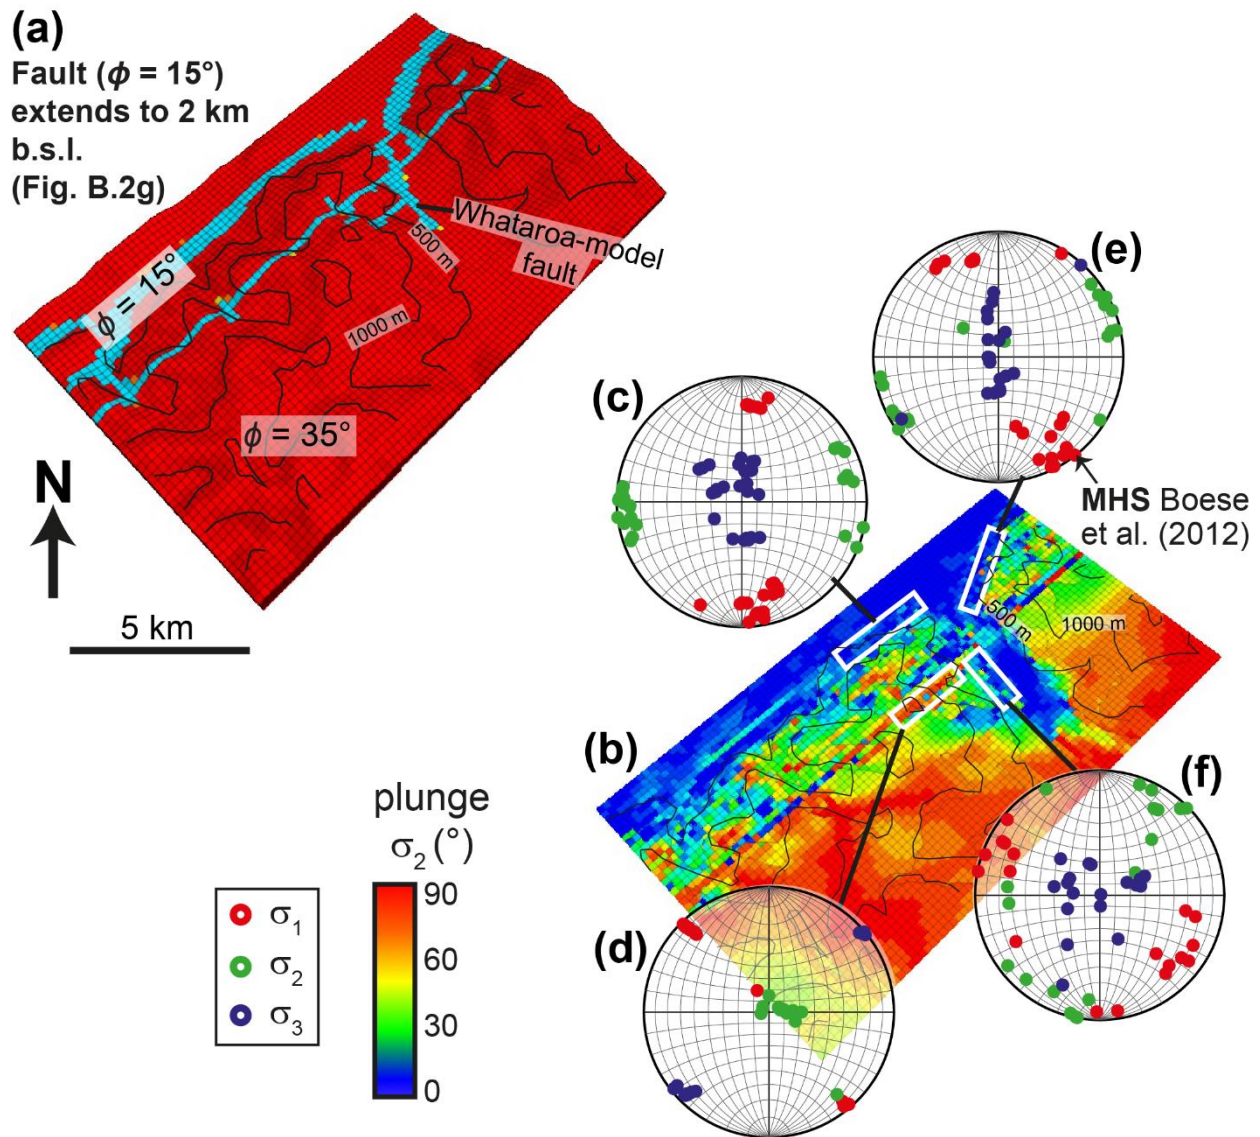 (a)
Fault (ϕ = 15°)
extends to 2 km
b.s.l.
(Fig. B.2g)
Whataroa-model
fault
500 m
ϕ = 15°
1000 m
ϕ = 35°
N
5 km
(e)
(c)
MHS Boese
et al. (2012)
500 m
1000 m
(b)
(f)
plunge
σ2 (°)
90
60
30
0
σ1
σ2
σ3
(d)